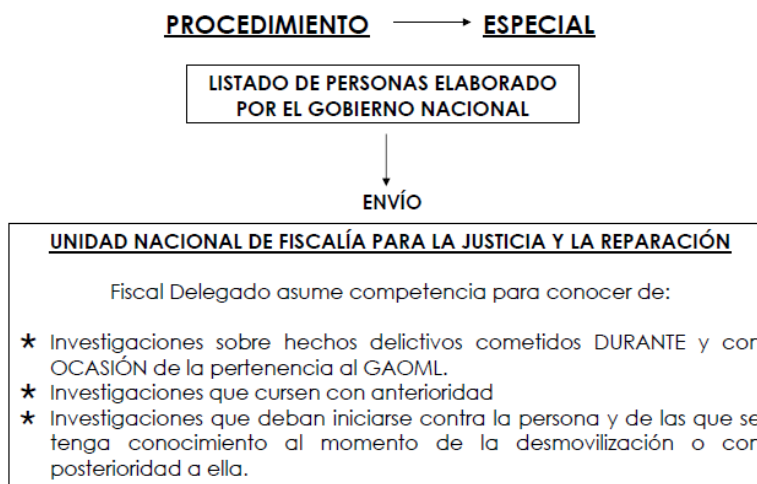 PROCEDIMIENTO ESPECIAL
LISTADO DE PERSONAS ELABORADO
POR EL GOBIERNO NACIONAL
ENVÍO
UNIDAD NACIONAL DE FISCALÍA PARA LA JUSTICIA Y LA REPARACIÓN
Fiscal Delegado asume competencia para conocer de:
Investigaciones sobre hechos delictivos cometidos DURANTE y con
OCASIÓN de la pertenencia al GAOML.
Investigaciones que cursen con anterioridad
Investigaciones que deban iniciarse contra la persona y de las que se
tenga conocimiento al momento de la desmovilización o con
posterioridad a ella.